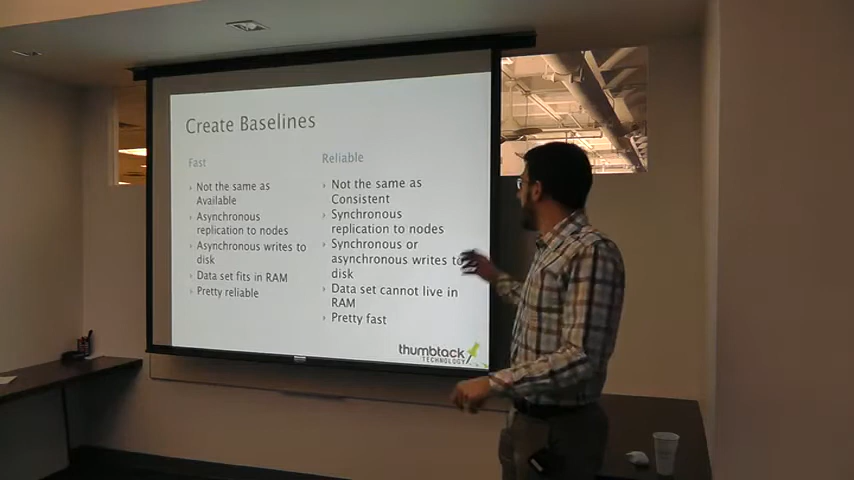 Create Baselines
Fast
Not the same as
Available
Asynchronous
replication to nodes
Asynchronous writes to
disk
Data set fits in RAM
Pretty reliable
Reliable
Not the same as
Consistent
Synchronous
replication to nodes
Synchronous or
asynchronous writes to
disk
Data set cannot live in
RAM
Pretty fast
thumbtack
TECHNOLOGY